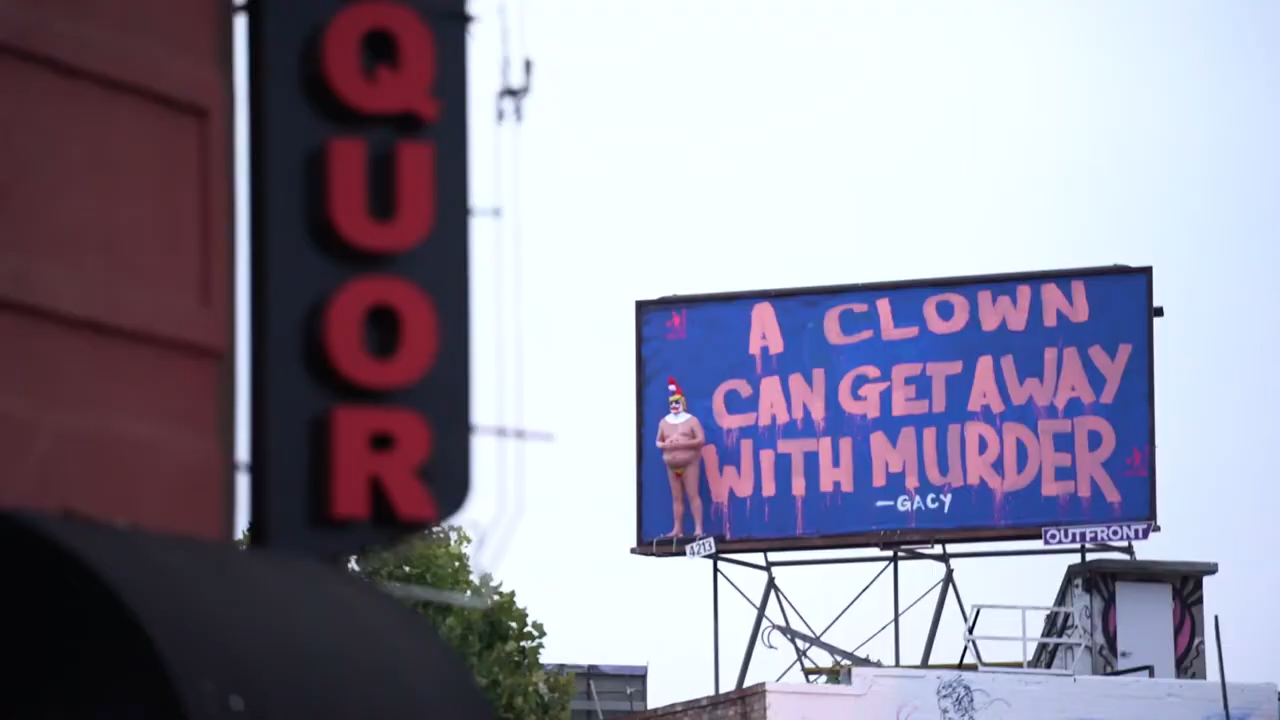 QUOR
A CLOWN
CAN GET AWAY
WiTH MURDER
—GACY
4213
OUTFRONT